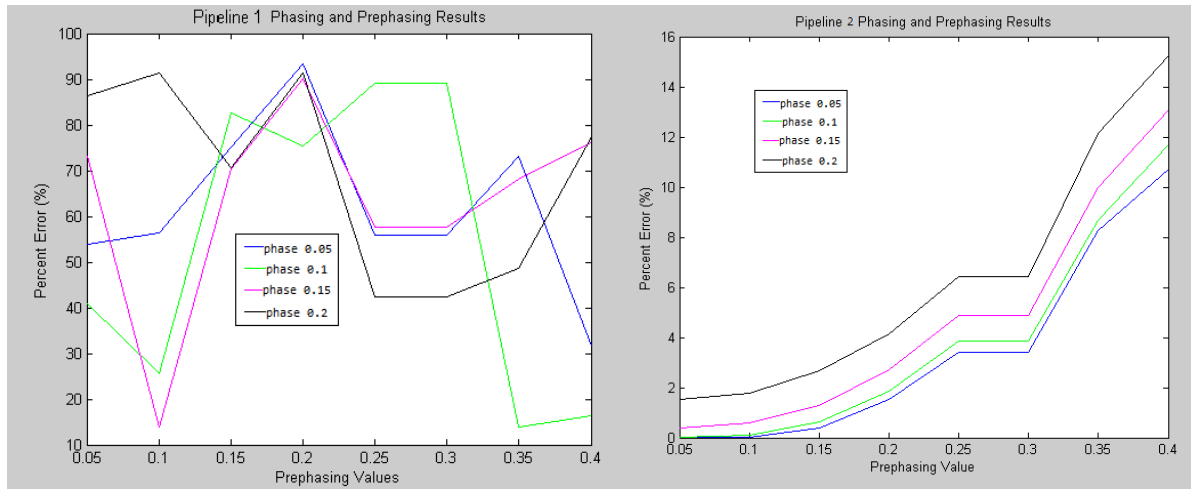 Pipeline 1 Phasing and Prephasing Results
100
90
80
70
60
50
40
30
20
10
Percent Error (%)
phase 0.05
phase 0.1
phase 0.15
phase 0.2
0.05 0.1 0.15 0.2 0.25 0.3 0.35 0.4
Prephasing Values
Pipeline 2 Phasing and Prephasing Results
16
14
12
10
8
6
4
2
0
Percent Error (%)
phase 0.05
phase 0.1
phase 0.15
phase 0.2
0.05 0.1 0.15 0.2 0.25 0.3 0.35 0.4
Prephasing Value